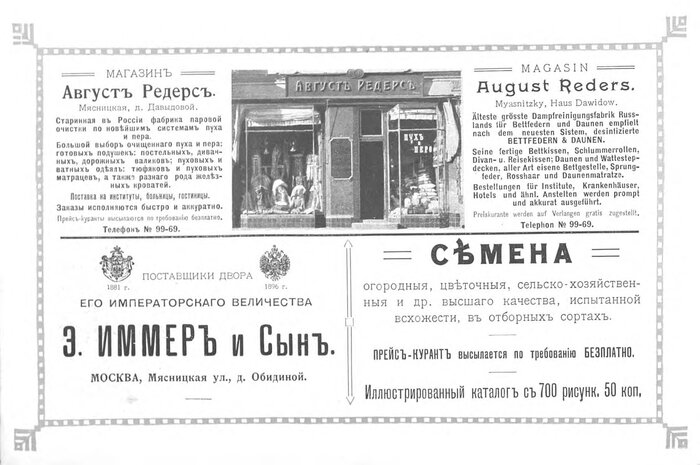 МАГАЗИНЪ
Августъ Редерсъ.
Мясницкая, д. Давыдовой.
Старинная въ Россіи фабрика паровой
очистки по новѣйшимъ системамъ пуха
и пера.
Большой выборъ очищеннаго пуха и пера;
готовыхъ подушекъ: постельныхъ, диван-
ныхъ, дорожныхъ валиковъ; пуховыхъ и
ватныхъ одѣялъ; тюфяковъ и пуховыхъ
матрацевъ, а также разнаго рода желѣз-
ныхъ кроватей.
Поставка на институты, больницы, гостиницы.
Заказы исполняются быстро и аккуратно.
Прейсъ-куранты высылаются по требованію безплатно.
Телефонъ № 99-69.
АВГУСТЪ РЕДЕРСЪ
ПУХЪ
И
ПЕРО
MAGASIN
August Reders.
Myasnitzky, Haus Dawidow.
Älteste grösste Dampfreinigungsfabrik Russ-
lands für Bettfedern und Daunen empfielt
nach dem neuesten Sistem, desintizierte
BETTFEDERN & DAUNEN.
Seine fertige Bettkissen, Schlummerrollen,
Divan- u. Reisekissen; Daunen und Wattestep-
decken, aller Art eisene Bettgestelle, Sprung-
feder, Rosshaar und Daunenmatratze.
Bestellungen für Institute, Krankenhäuser,
Hotels und ähnl. Anstelten werden prompt
und akkurat ausgeführt.
Preiskurante werden auf Verlangen gratis zugestellt.
Telephon № 99-69.
ПОСТАВЩИКИ ДВОРА
1881 г.
1896 г.
ЕГО ИМПЕРАТОРСКАГО ВЕЛИЧЕСТВА
Э. ИММЕРЪ и Сынъ.
МОСКВА, Мясницкая ул., д. Обидиной.
СѢМЕНА
огородныя, цвѣточныя, сельско-хозяйствен-
ныя и др. высшаго качества, испытанной
всхожести, въ отборныхъ сортахъ.
ПРЕЙСЪ-КУРАНТЪ высылается по требованію БЕЗПЛАТНО.
Иллюстрированный каталогъ съ 700 рисунк. 50 коп,